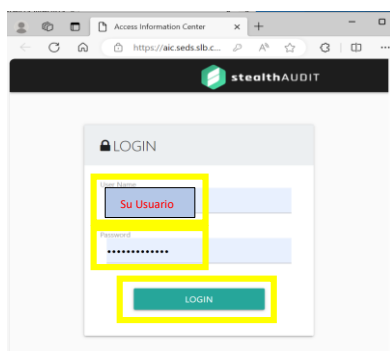 Access Information Center
https://aic.seds.slb.c...
stealthAUDIT
LOGIN
User Name
Su Usuario
Password
LOGIN